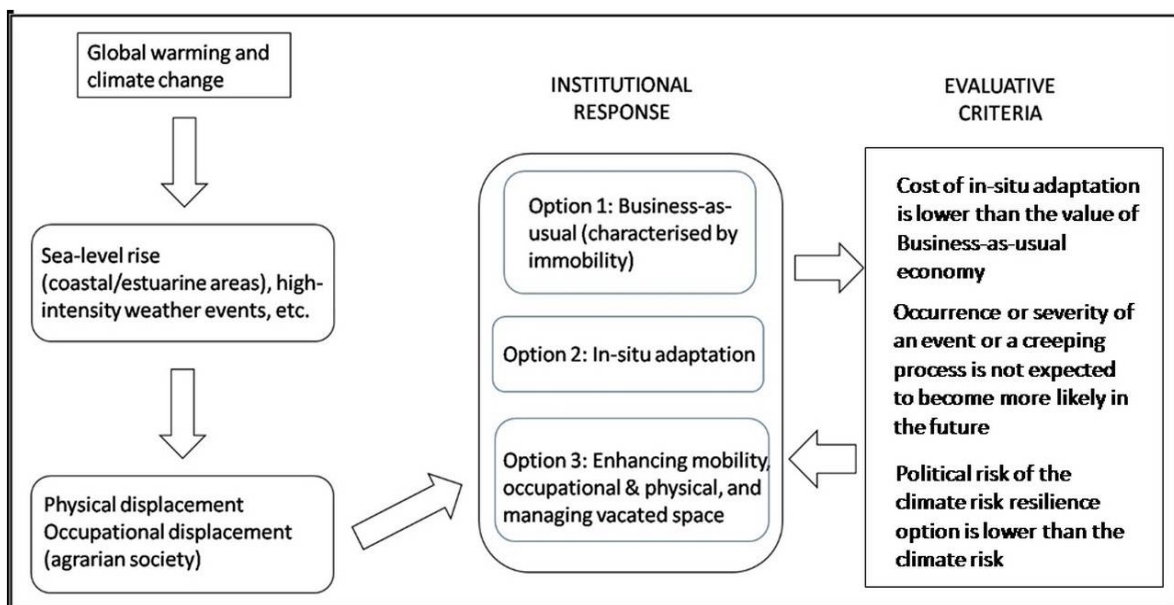 Global warming and
climate change
Sea-level rise
(coastal/estuarine areas), high-
intensity weather events, etc.
Physical displacement
Occupational displacement
(agrarian society)
INSTITUTIONAL
RESPONSE
Option 1: Business-as-
usual (characterised by
immobility)
Option 2: In-situ adaptation
Option 3: Enhancing mobility,
occupational & physical, and
managing vacated space
EVALUATIVE
CRITERIA
Cost of in-situ adaptation
is lower than the value of
Business-as-usual
economy
Occurrence or severity of
an event or a creeping
process is not expected
to become more likely in
the future
Political risk of the
climate risk resilience
option is lower than the
climate risk